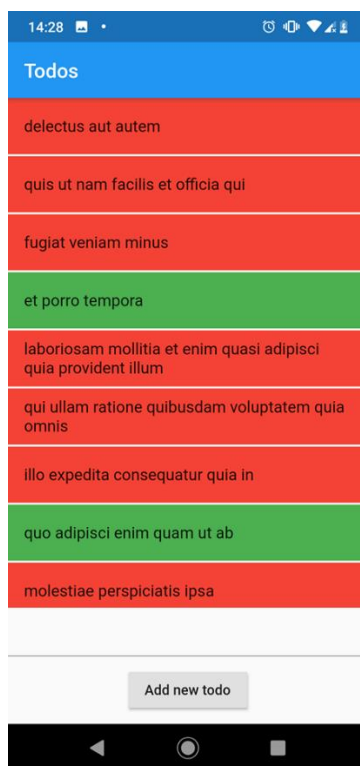 14:28
Todos
delectus aut autem
quis ut nam facilis et officia qui
fugiat veniam minus
et porro tempora
laboriosam mollitia et enim quasi adipisci
quia provident illum
qui ullam ratione quibusdam voluptatem quia
omnis
illo expedita consequatur quia in
quo adipisci enim quam ut ab
molestiae perspiciatis ipsa
Add new todo